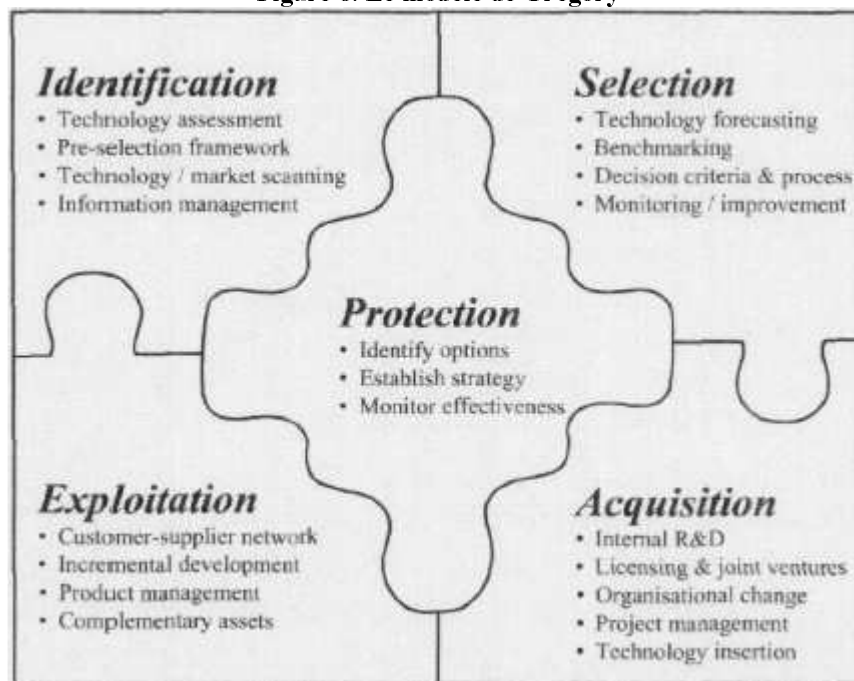 Identification
• Technology assessment
• Pre-selection framework
• Technology / market scanning
• Information management
Selection
• Technology forecasting
• Benchmarking
• Decision criteria & process
• Monitoring / improvement
Protection
• Identify options
• Establish strategy
• Monitor effectiveness
Exploitation
• Customer-supplier network
• Incremental development
• Product management
• Complementary assets
Acquisition
• Internal R&D
• Licensing & joint ventures
• Organisational change
• Project management
• Technology insertion